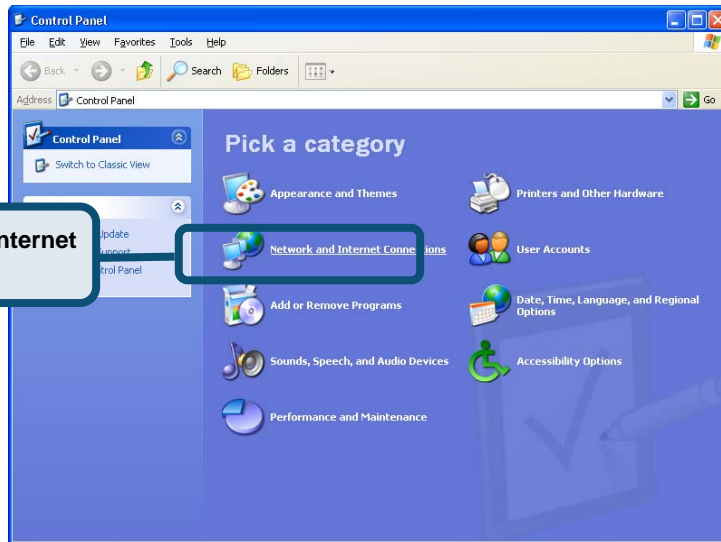 Control Panel
File Edit View Favorites Tools Help
Back Search Folders
Address Control Panel Go
Control Panel
Switch to Classic View
Update
Support
trol Panel
nternet
Pick a category
Appearance and Themes
Printers and Other Hardware
Network and Internet Connections
User Accounts
Add or Remove Programs
Date, Time, Language, and Regional
Options
Sounds, Speech, and Audio Devices
Accessibility Options
Performance and Maintenance